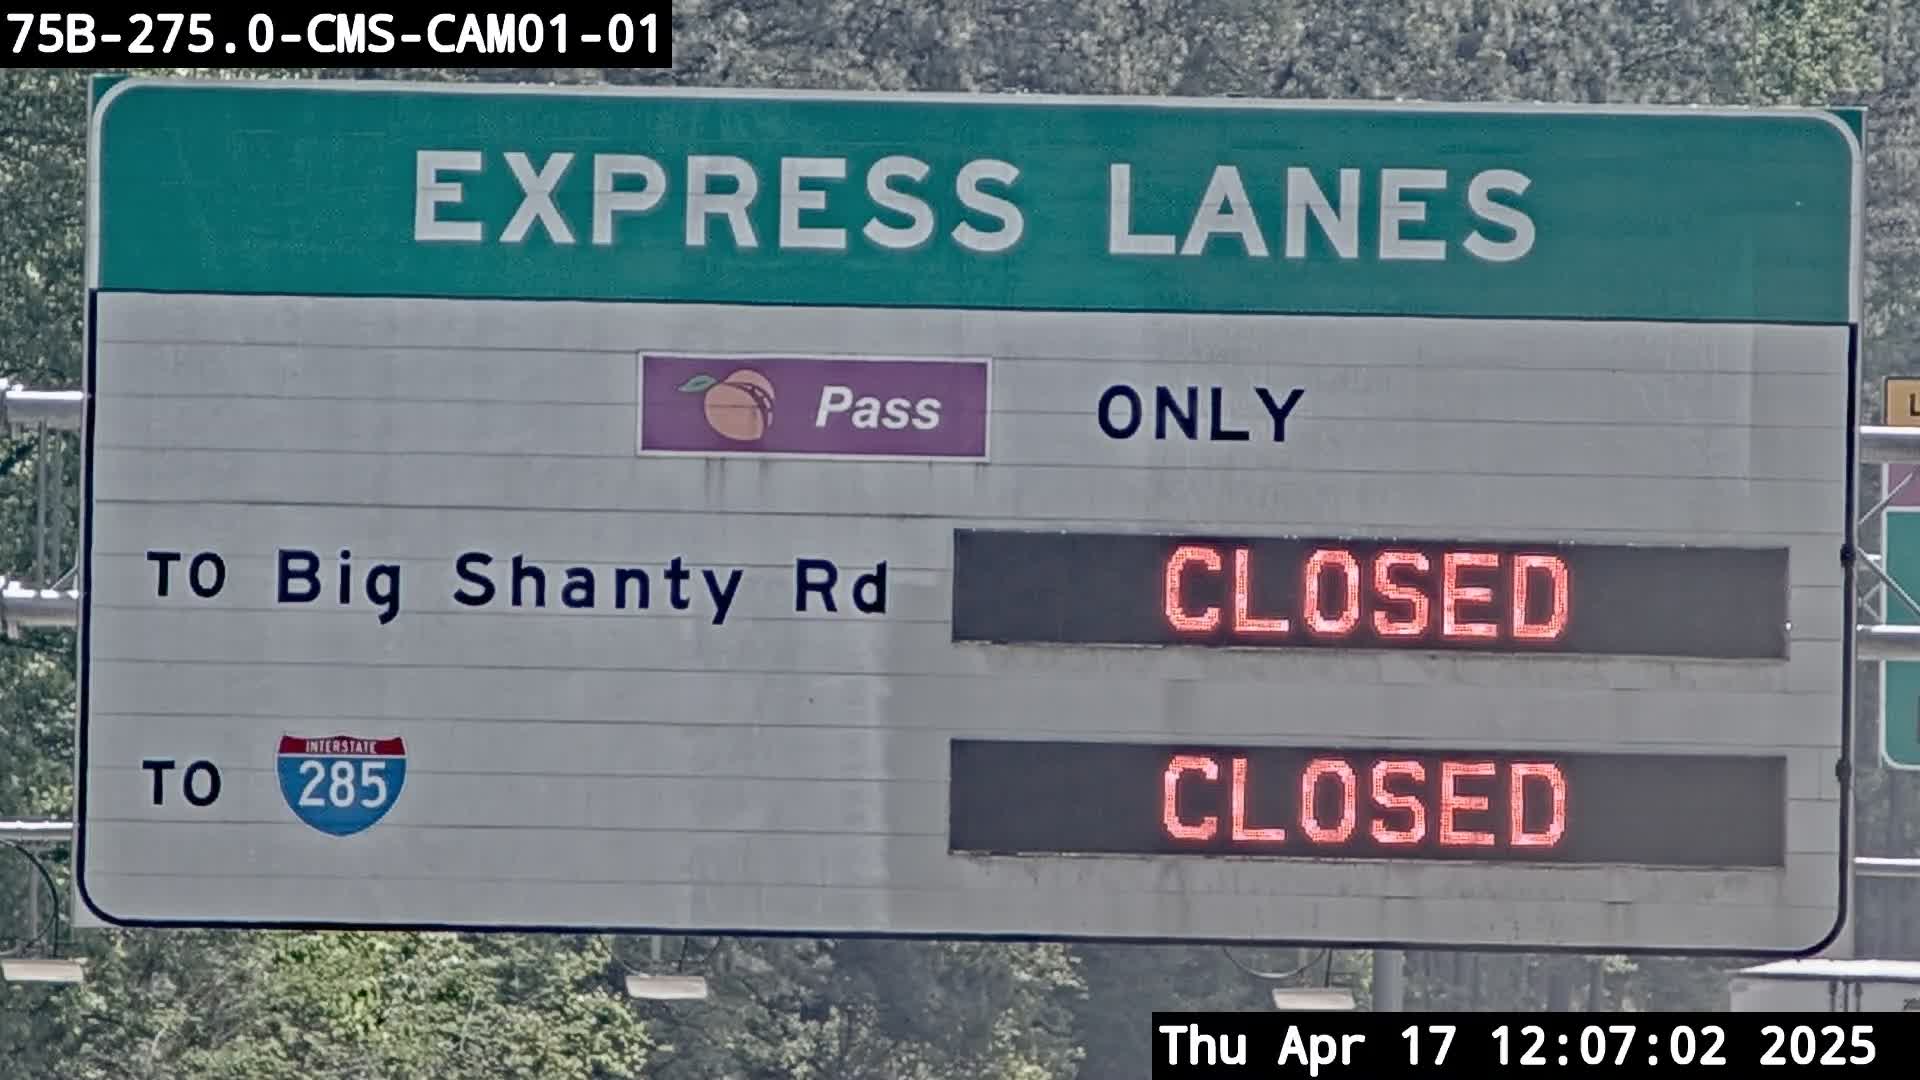 75B-275.0-CMS-CAM01-01
EXPRESS LANES
Pass ONLY
TO Big Shanty Rd CLOSED
TO INTERSTATE 285 CLOSED
Thu Apr 17 12:07:02 2025